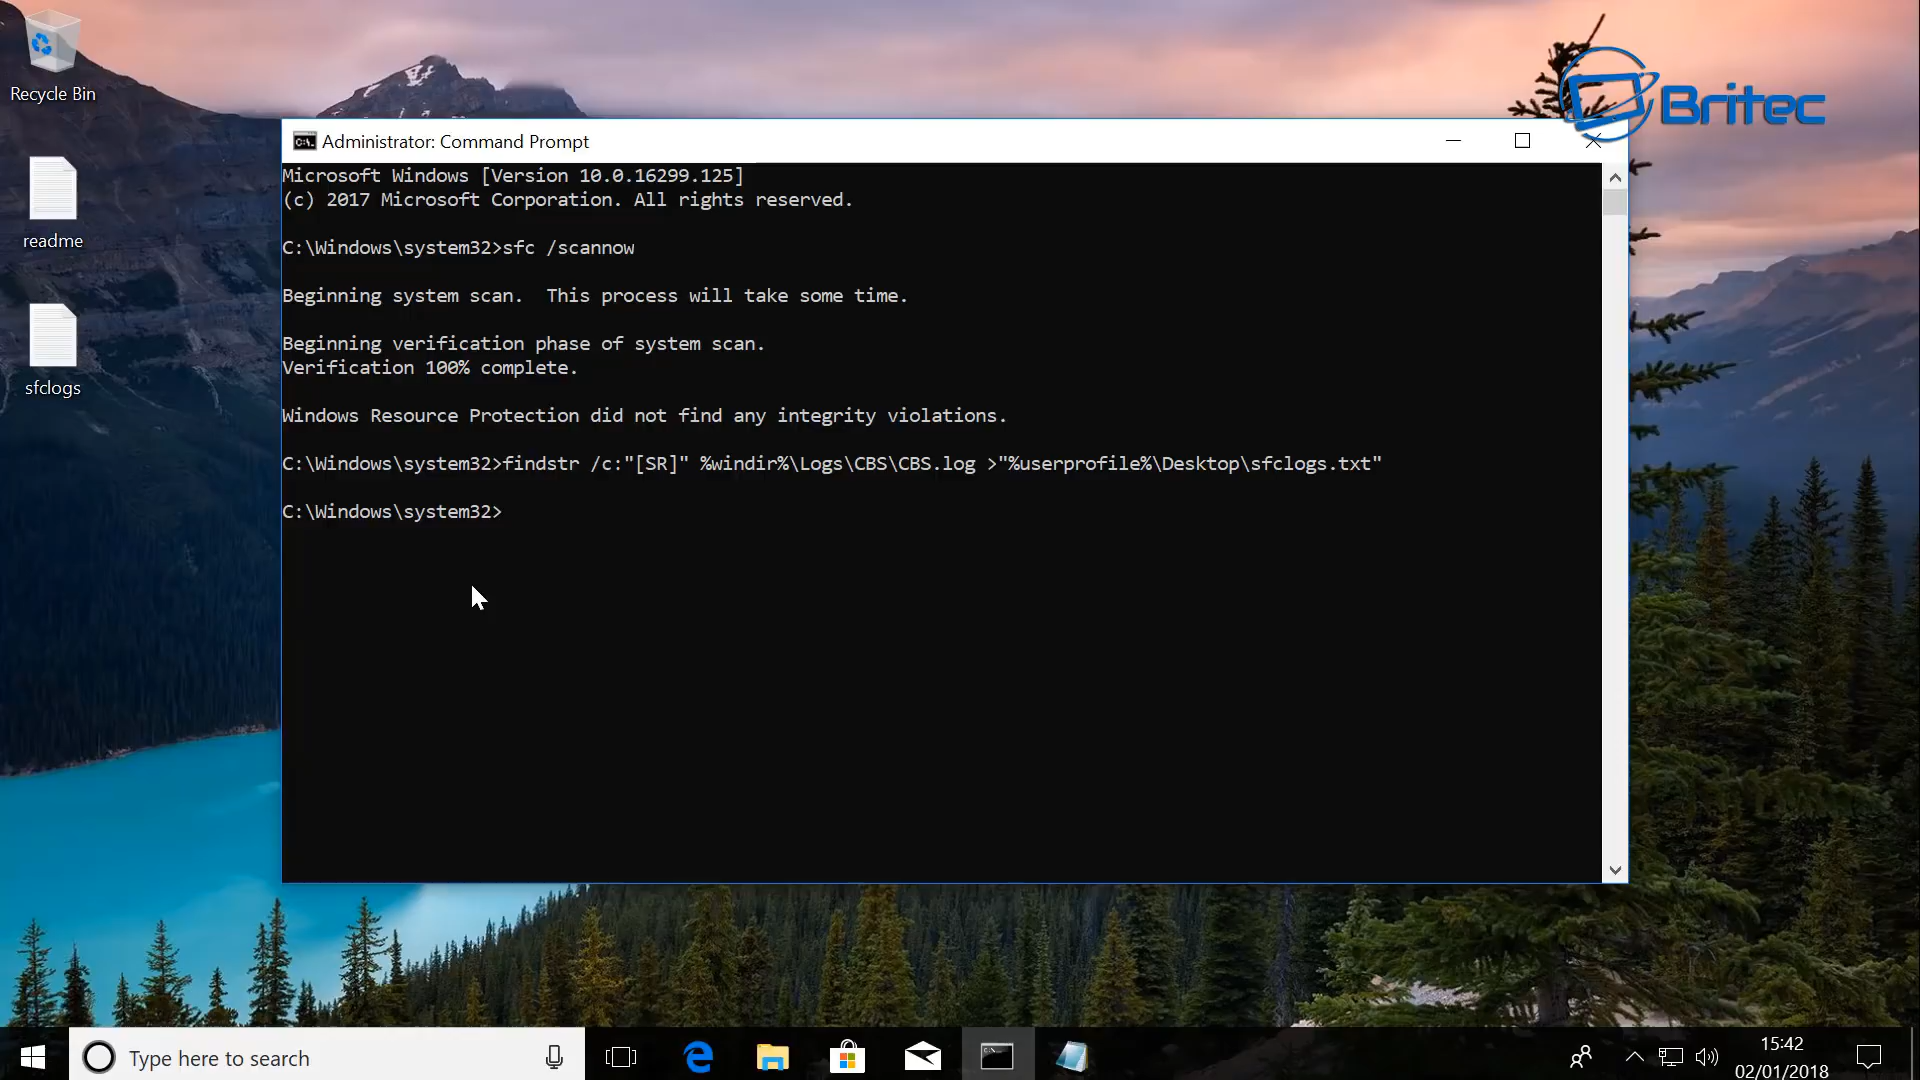 Recycle Bin
readme
sfclogs
Britec
Administrator: Command Prompt
Microsoft Windows [Version 10.0.16299.125]
(c) 2017 Microsoft Corporation. All rights reserved.
C:\Windows\system32>sfc /scannow
Beginning system scan.  This process will take some time.
Beginning verification phase of system scan.
Verification 100% complete.
Windows Resource Protection did not find any integrity violations.
C:\Windows\system32>findstr /c:"[SR]" %windir%\Logs\CBS\CBS.log >"%userprofile%\Desktop\sfclogs.txt"
C:\Windows\system32>
Type here to search
15:42
02/01/2018